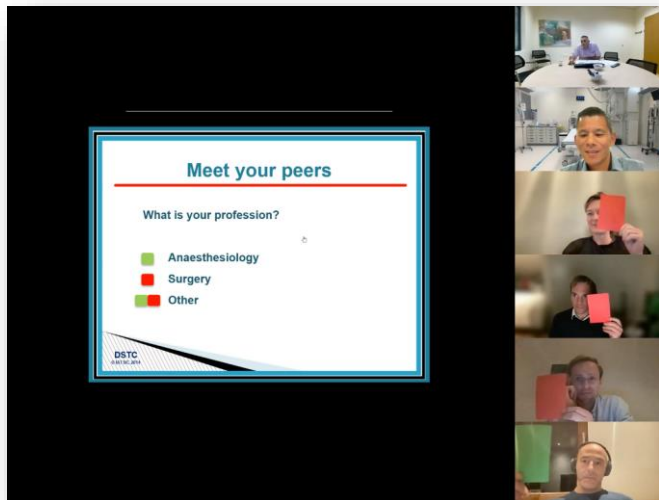 Meet your peers
What is your profession?
Anaesthesiology
Surgery
Other
DSTC